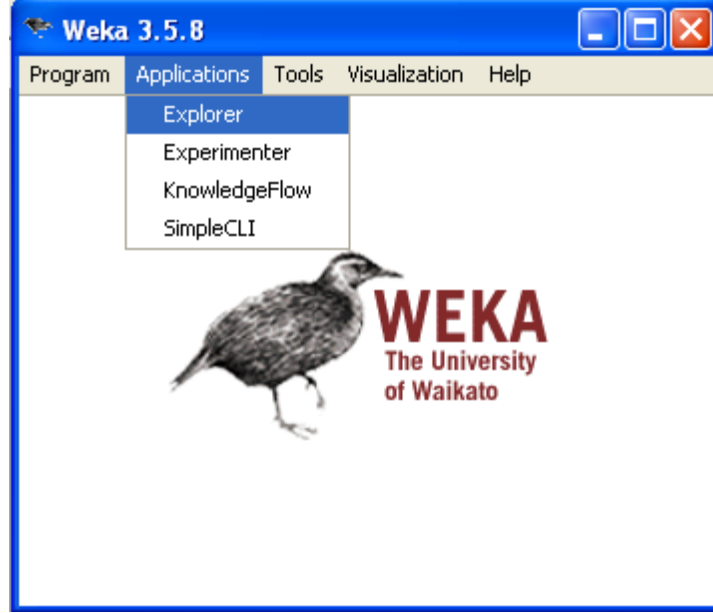 Weka 3.5.8
Program Applications Tools Visualization Help
Explorer
Experimenter
KnowledgeFlow
SimpleCLI
WEKA
The University
of Waikato